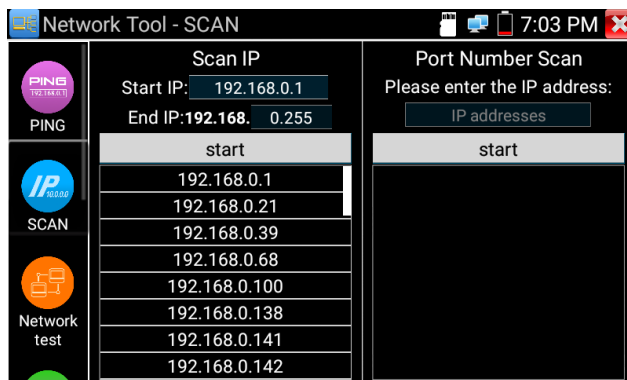 Network Tool - SCAN
7:03 PM
PING
192.168.0.1
PING
IP
10.0.0.0
SCAN
Network
test
Scan IP
Start IP: 192.168.0.1
End IP:192.168. 0.255
start
192.168.0.1
192.168.0.21
192.168.0.39
192.168.0.68
192.168.0.100
192.168.0.138
192.168.0.141
192.168.0.142
Port Number Scan
Please enter the IP address:
IP addresses
start